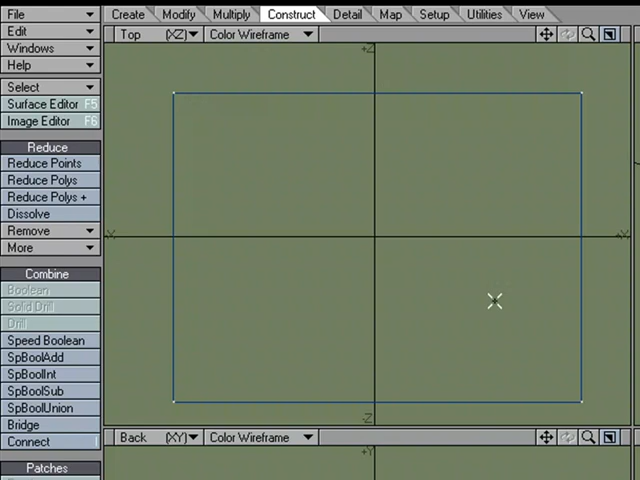 File Create Modify Multiply Construct Detail Map Setup Utilities View
Edit Top (XZ) Color Wireframe
Windows
Help
Select
Surface Editor F5
Image Editor F6
Reduce
Reduce Points
Reduce Polys
Reduce Polys +
Dissolve
Remove
More
Combine
Boolean
Solid Drill
Drill
Speed Boolean
SpBoolAdd
SpBoolInt
SpBoolSub
SpBoolUnion
Bridge
Connect l
Patches
+Z
-X
+X
-Z
Back (XY) Color Wireframe
+Y